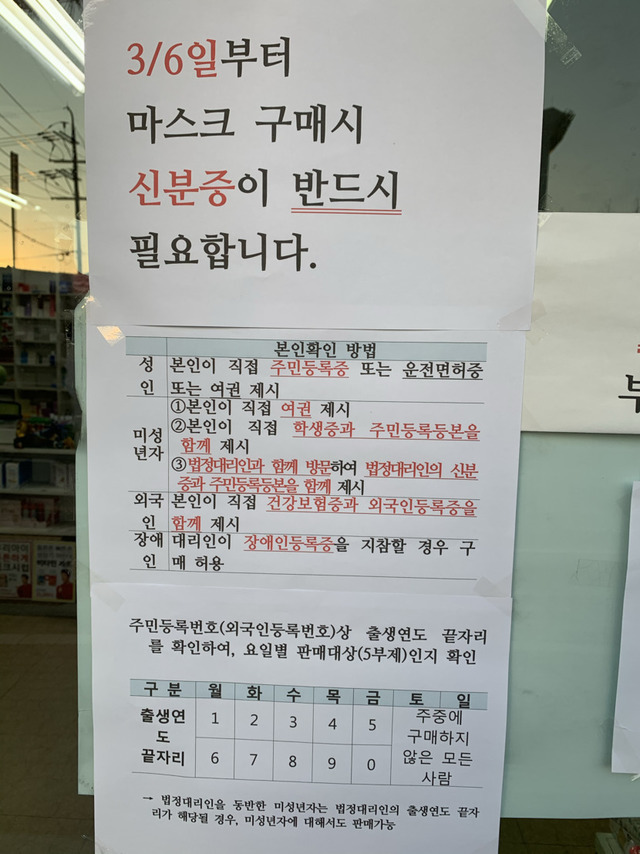 3/6일부터
마스크 구매시
신분증이 반드시
필요합니다.
본인확인 방법
성인 본인이 직접 주민등록증 또는 운전면허증
또는 여권 제시
미성년자 ①본인이 직접 여권 제시
②본인이 직접 학생증과 주민등록등본을
함께 제시
③법정대리인과 함께 방문하여 법정대리인의 신분
증과 주민등록등본을 함께 제시
외국인 본인이 직접 건강보험증과 외국인등록증을
함께 제시
장애인 대리인이 장애인등록증을 지참할 경우 구
매 허용
주민등록번호(외국인등록번호)상 출생연도 끝자리
를 확인하여, 요일별 판매대상(5부제)인지 확인
구 분 월 화 수 목 금 토 일
출생연도 끝자리 1 2 3 4 5 주중에 구매하지
6 7 8 9 0 않은 모든 사람
→ 법정대리인을 동반한 미성년자는 법정대리인의 출생연도 끝자
리가 해당될 경우, 미성년자에 대해서도 판매가능
부